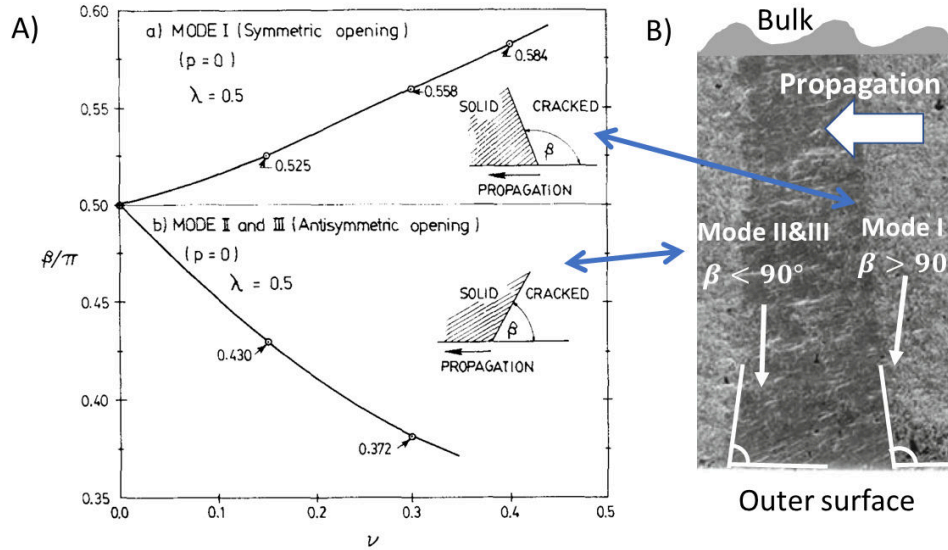 A)
a) MODE I (Symmetric opening)
(p = 0)
λ = 0.5
0.584
0.558
0.525
SOLID CRACKED
β
PROPAGATION
b) MODE II and III (Antisymmetric opening)
(p = 0)
λ = 0.5
SOLID CRACKED
β̂
PROPAGATION
0.430
0.372
0.60
0.55
0.50
β/π
0.45
0.40
0.35
0.0 0.1 0.2 0.3 0.4 0.5
ν
B)
Bulk
Propagation
Mode II&III
β < 90°
Mode I
β > 90
Outer surface